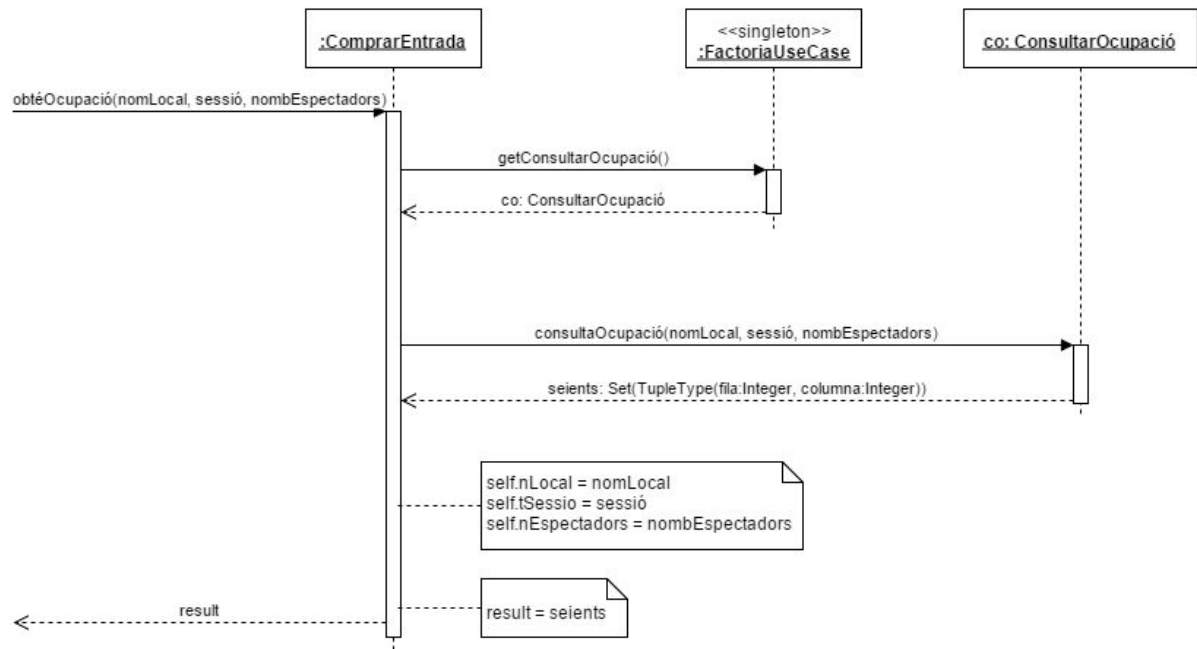 :ComprarEntrada
<<singleton>>
:FactoriaUseCase
co: ConsultarOcupació
obtéOcupació(nomLocal, sessió, nombEspectadors)
getConsultarOcupació()
co: ConsultarOcupació
consultaOcupació(nomLocal, sessió, nombEspectadors)
seients: Set(TupleType(fila:Integer, columna:Integer))
self.nLocal = nomLocal
self.tSessio = sessió
self.nEspectadors = nombEspectadors
result
result = seients